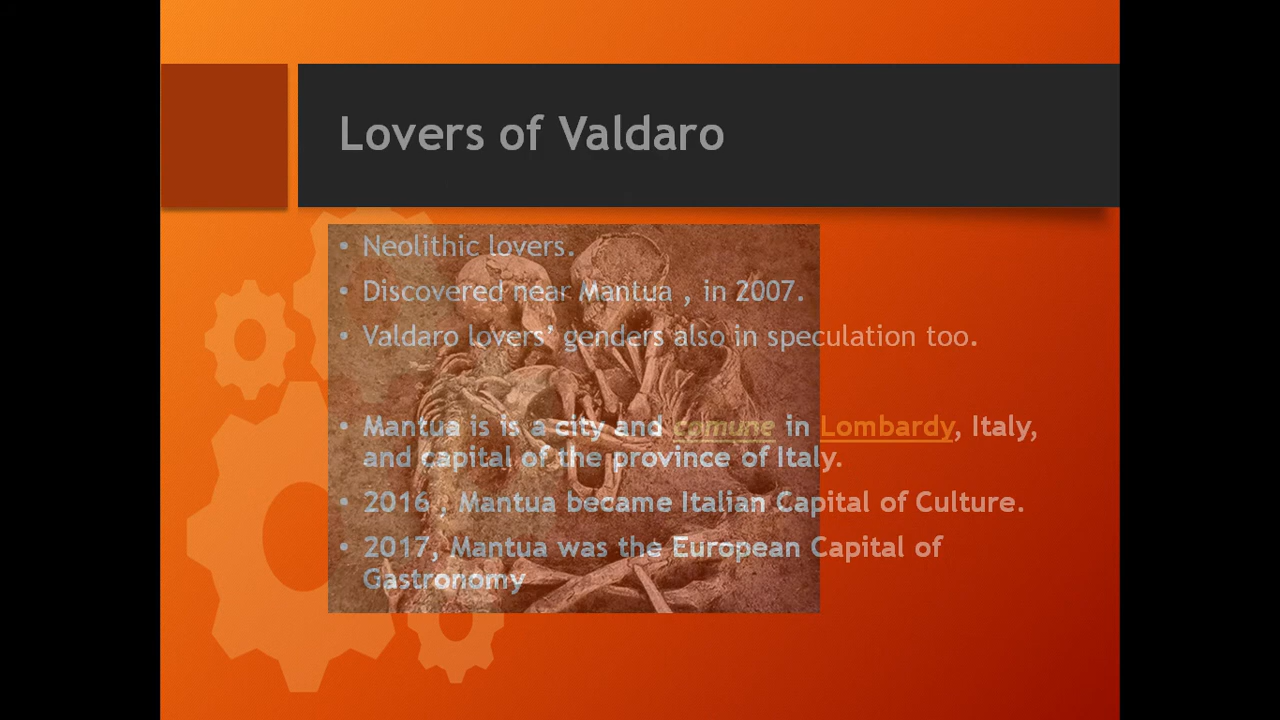 Lovers of Valdaro
• Neolithic lovers.
• Discovered near Mantua , in 2007.
• Valdaro lovers’ genders also in speculation too.
• Mantua is is a city and comune in Lombardy, Italy,
and capital of the province of Italy.
• 2016 , Mantua became Italian Capital of Culture.
• 2017, Mantua was the European Capital of
Gastronomy